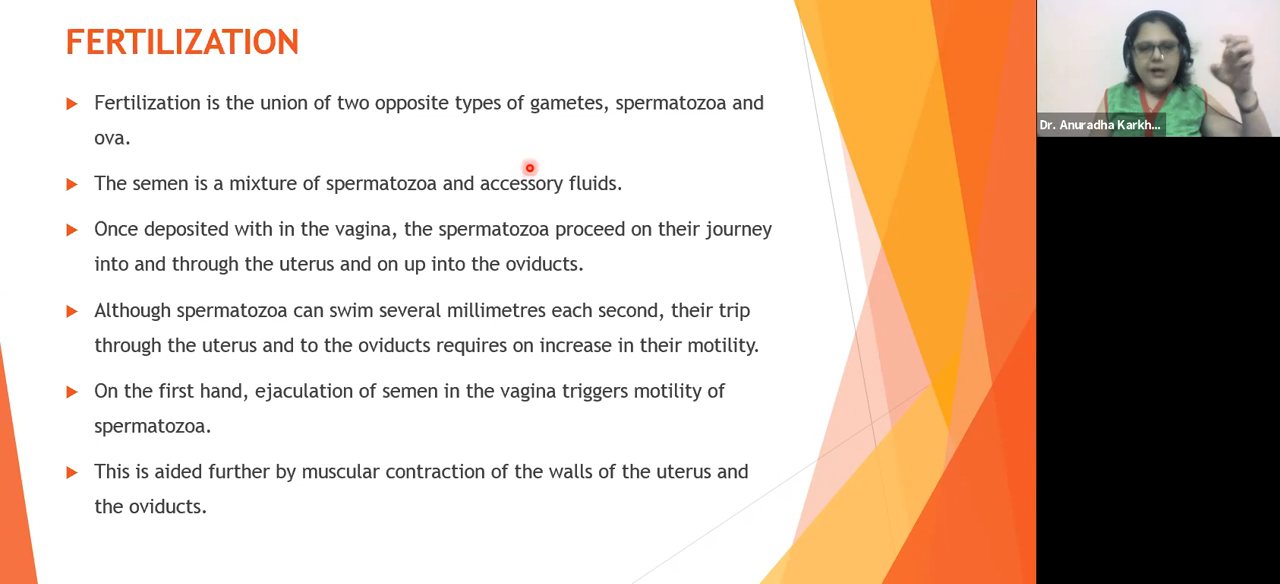 FERTILIZATION
Fertilization is the union of two opposite types of gametes, spermatozoa and
ova.
The semen is a mixture of spermatozoa and accessory fluids.
Once deposited with in the vagina, the spermatozoa proceed on their journey
into and through the uterus and on up into the oviducts.
Although spermatozoa can swim several millimetres each second, their trip
through the uterus and to the oviducts requires on increase in their motility.
On the first hand, ejaculation of semen in the vagina triggers motility of
spermatozoa.
This is aided further by muscular contraction of the walls of the uterus and
the oviducts.
Dr. Anuradha Karkh...